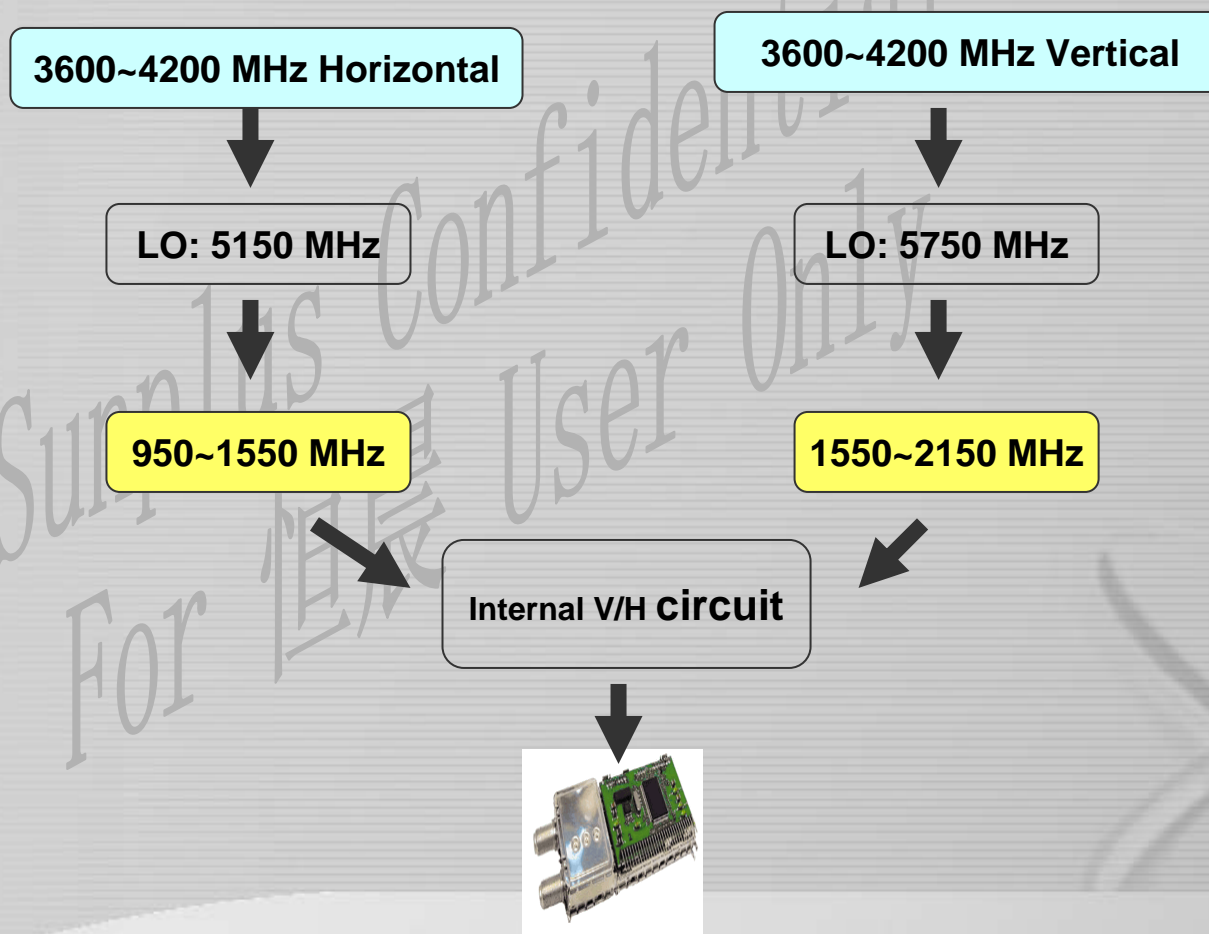 3600~4200 MHz Horizontal
3600~4200 MHz Vertical
LO: 5150 MHz
LO: 5750 MHz
950~1550 MHz
1550~2150 MHz
Internal V/H circuit
Sunplus Confidential
For 恒晨 User Only